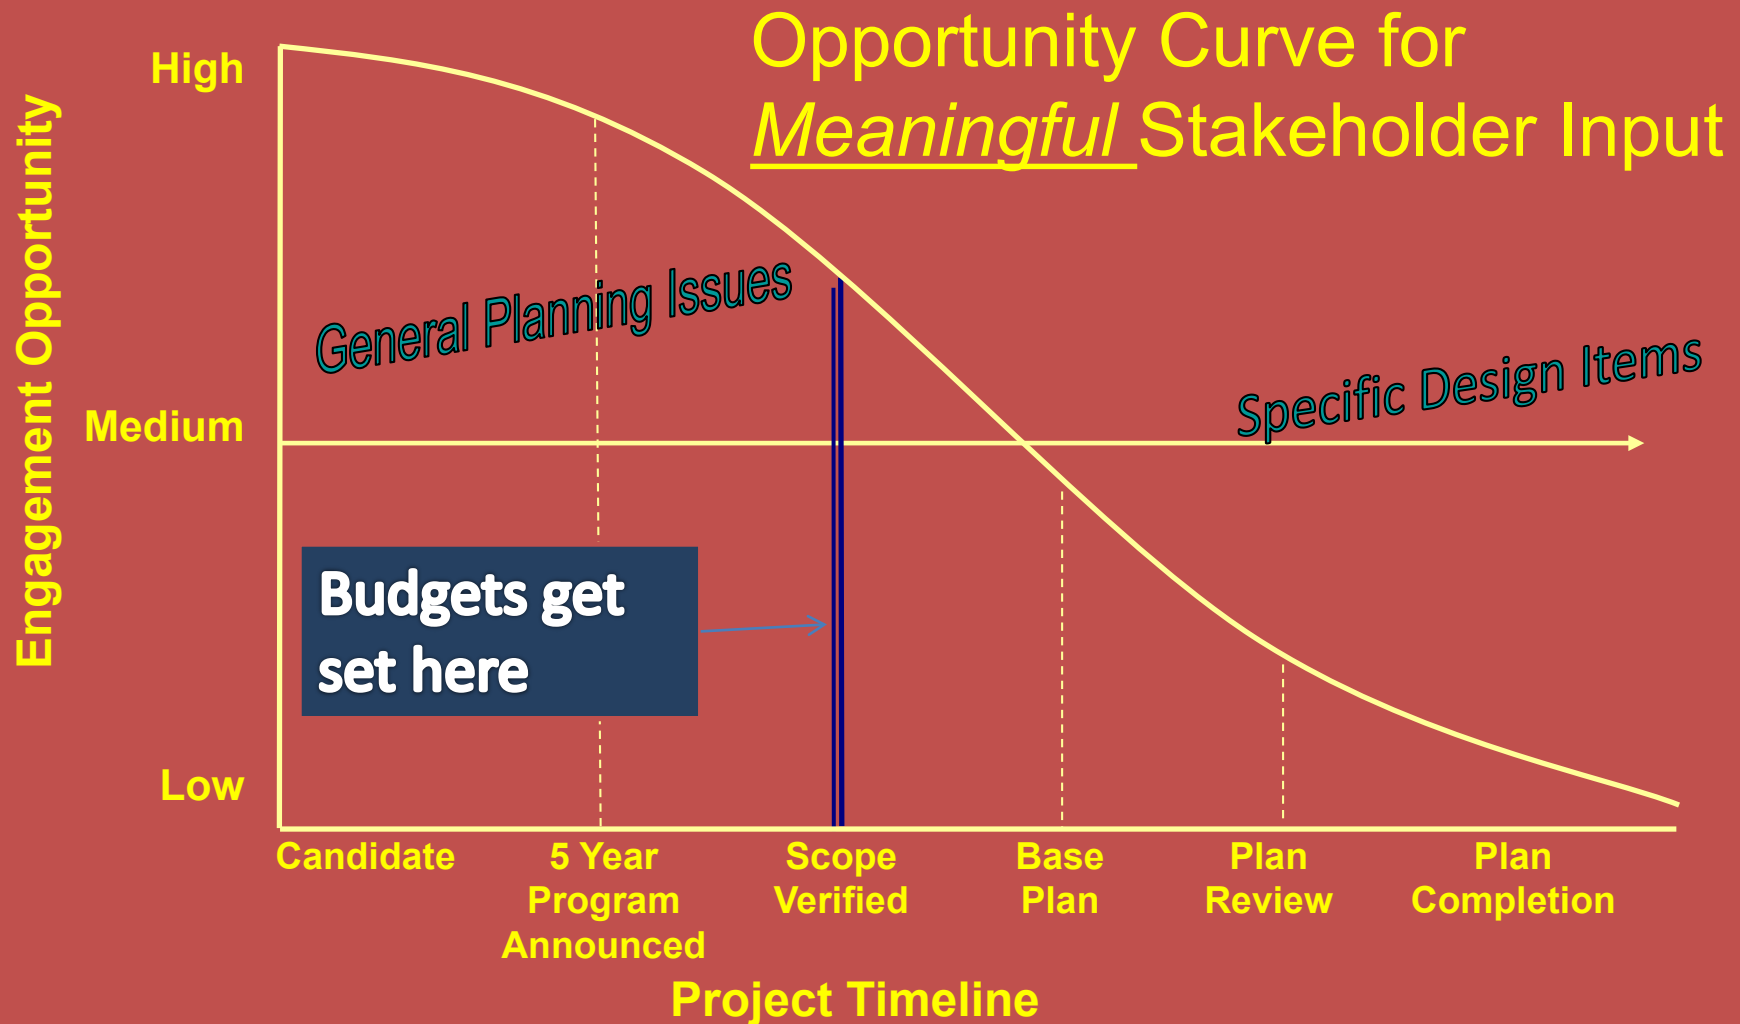 Opportunity Curve for
Meaningful Stakeholder Input
Engagement Opportunity
High
Medium
Low
General Planning Issues
Specific Design Items
Budgets get
set here
Candidate
5 Year
Program
Announced
Scope
Verified
Base
Plan
Plan
Review
Plan
Completion
Project Timeline